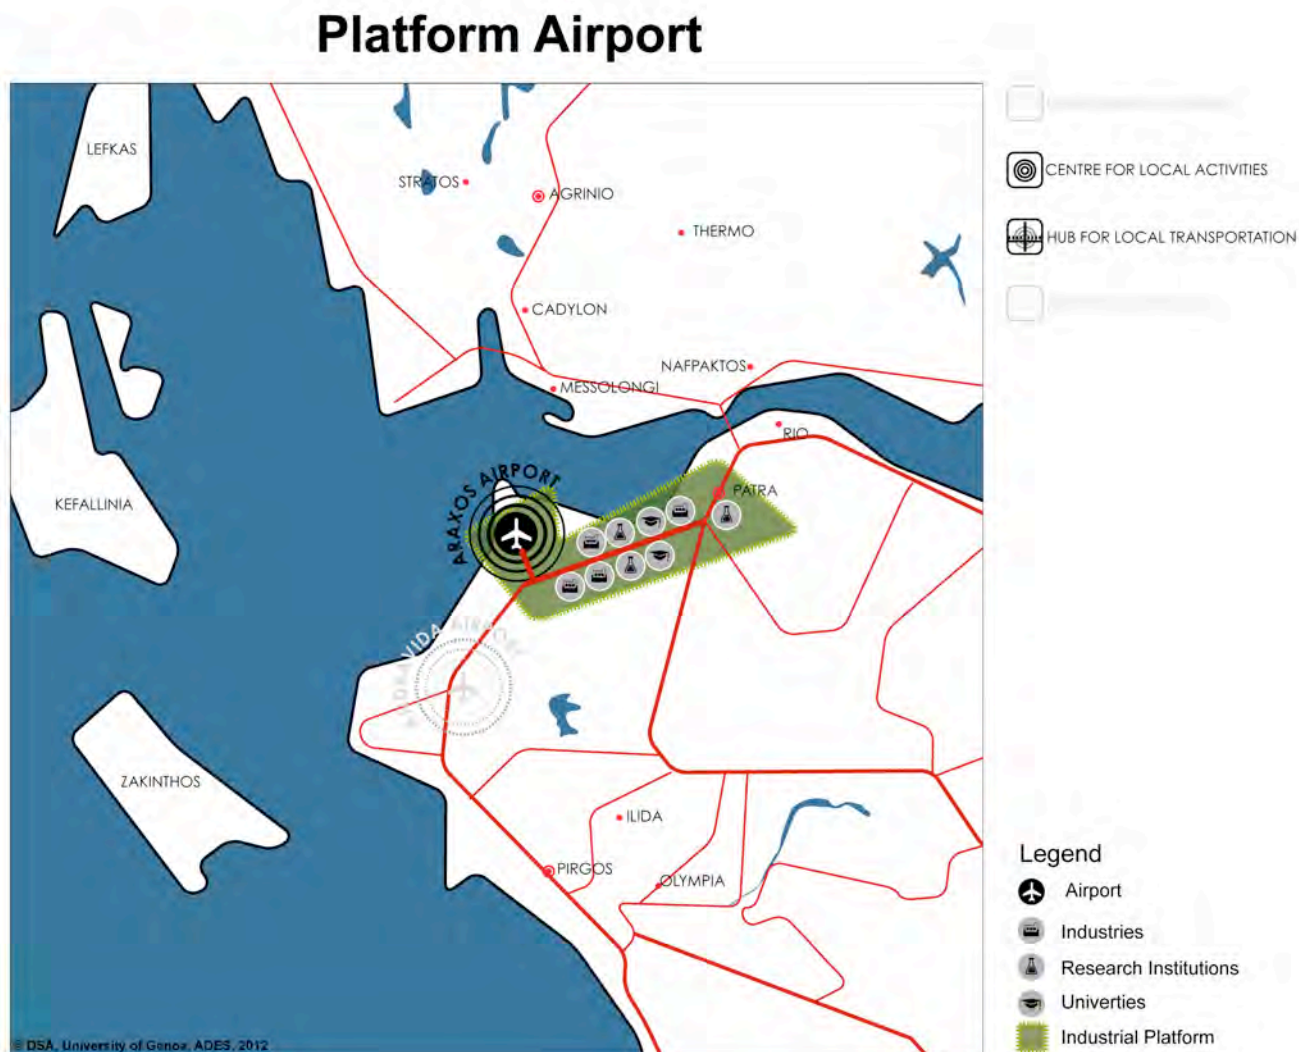 Platform Airport
LEFKAS
STRATOS
AGRINIO
THERMO
CADYLON
NAFPAKTOS
MESSOLONGI
RIO
KEFALLINIA
ARAXOS AIRPORT
PATRA
AIRPORT
ZAKINTHOS
ILIDA
PIRGOS
OLYMPIA
© DSA, University of Genoa, ADES, 2012
CENTRE FOR LOCAL ACTIVITIES
HUB FOR LOCAL TRANSPORTATION
Legend
Airport
Industries
Research Institutions
Univerties
Industrial Platform